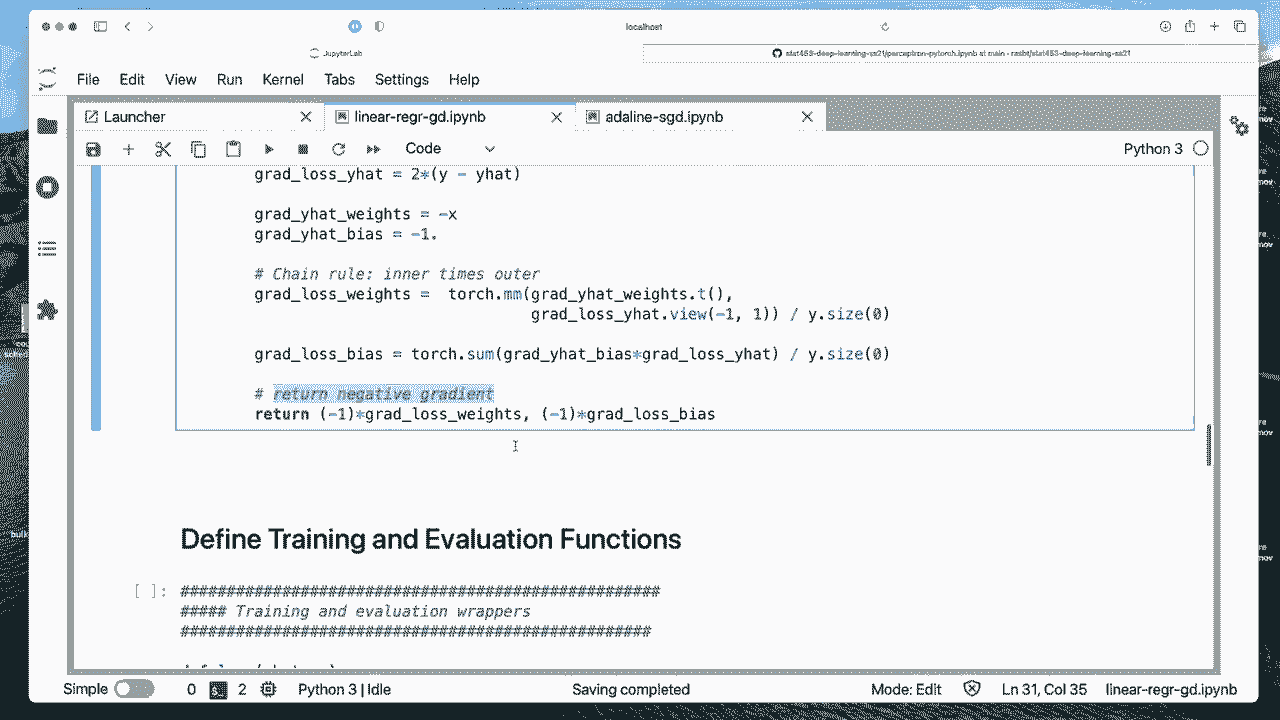 localhost
JupyterLab
stat453-deep-learning-ss21/perceptron-pytorch.ipynb at main · rasbt/stat453-deep-learning-ss21
File Edit View Run Kernel Tabs Settings Help
Launcher linear-regr-gd.ipynb adaline-sgd.ipynb
Code Python 3
grad_loss_yhat = 2*(y - yhat)
grad_yhat_weights = -x
grad_yhat_bias = -1.
# Chain rule: inner times outer
grad_loss_weights =  torch.mm(grad_yhat_weights.t(),
grad_loss_yhat.view(-1, 1)) / y.size(0)
grad_loss_bias = torch.sum(grad_yhat_bias*grad_loss_yhat) / y.size(0)
# return negative gradient
return (-1)*grad_loss_weights, (-1)*grad_loss_bias
Define Training and Evaluation Functions
[ ]: ####################################################
##### Training and evaluation wrappers
###################################################
Simple 0 2 Python 3 | Idle Saving completed Mode: Edit Ln 31, Col 35 linear-regr-gd.ipynb